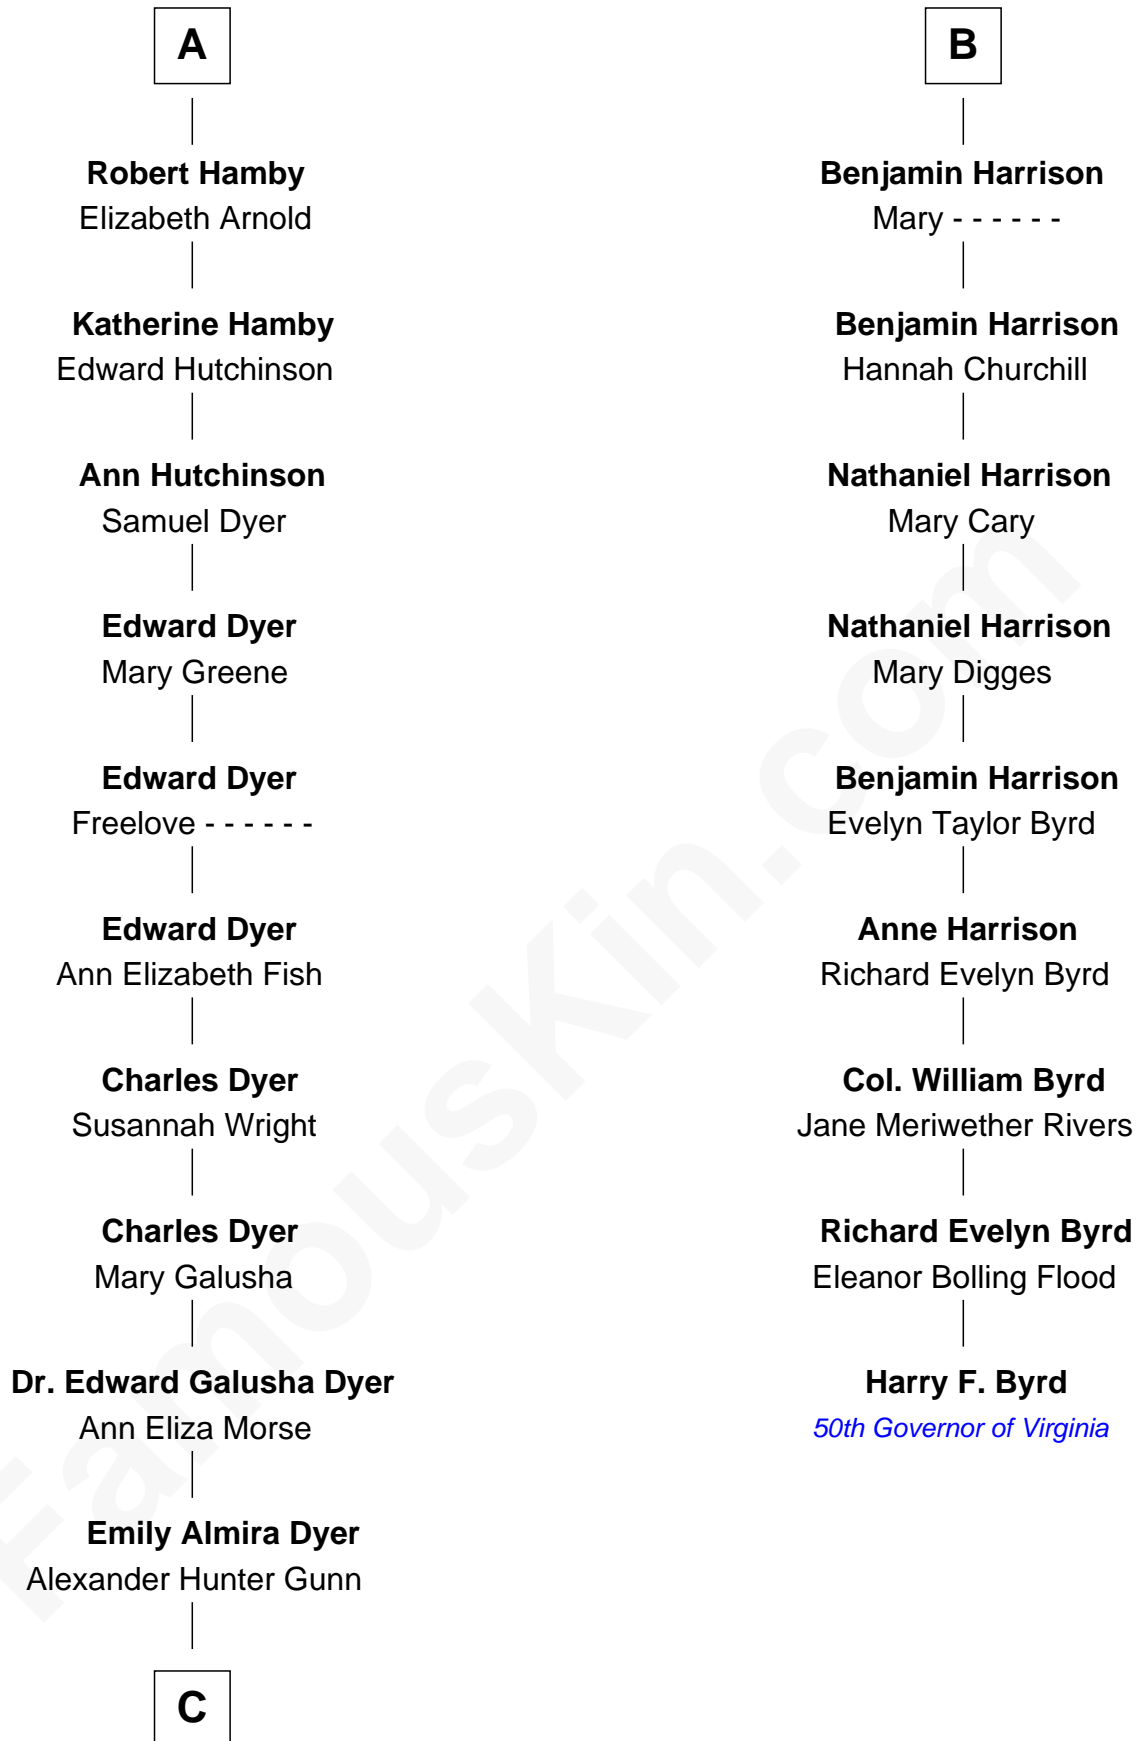 A
Robert Hamby
Elizabeth Arnold
Katherine Hamby
Edward Hutchinson
Ann Hutchinson
Samuel Dyer
Edward Dyer
Mary Greene
Edward Dyer
Freelove - - - - - -
Edward Dyer
Ann Elizabeth Fish
Charles Dyer
Susannah Wright
Charles Dyer
Mary Galusha
Dr. Edward Galusha Dyer
Ann Eliza Morse
Emily Almira Dyer
Alexander Hunter Gunn
C
B
Benjamin Harrison
Mary - - - - - -
Benjamin Harrison
Hannah Churchill
Nathaniel Harrison
Mary Cary
Nathaniel Harrison
Mary Digges
Benjamin Harrison
Evelyn Taylor Byrd
Anne Harrison
Richard Evelyn Byrd
Col. William Byrd
Jane Meriwether Rivers
Richard Evelyn Byrd
Eleanor Bolling Flood
Harry F. Byrd
50th Governor of Virginia
FamousKin.com